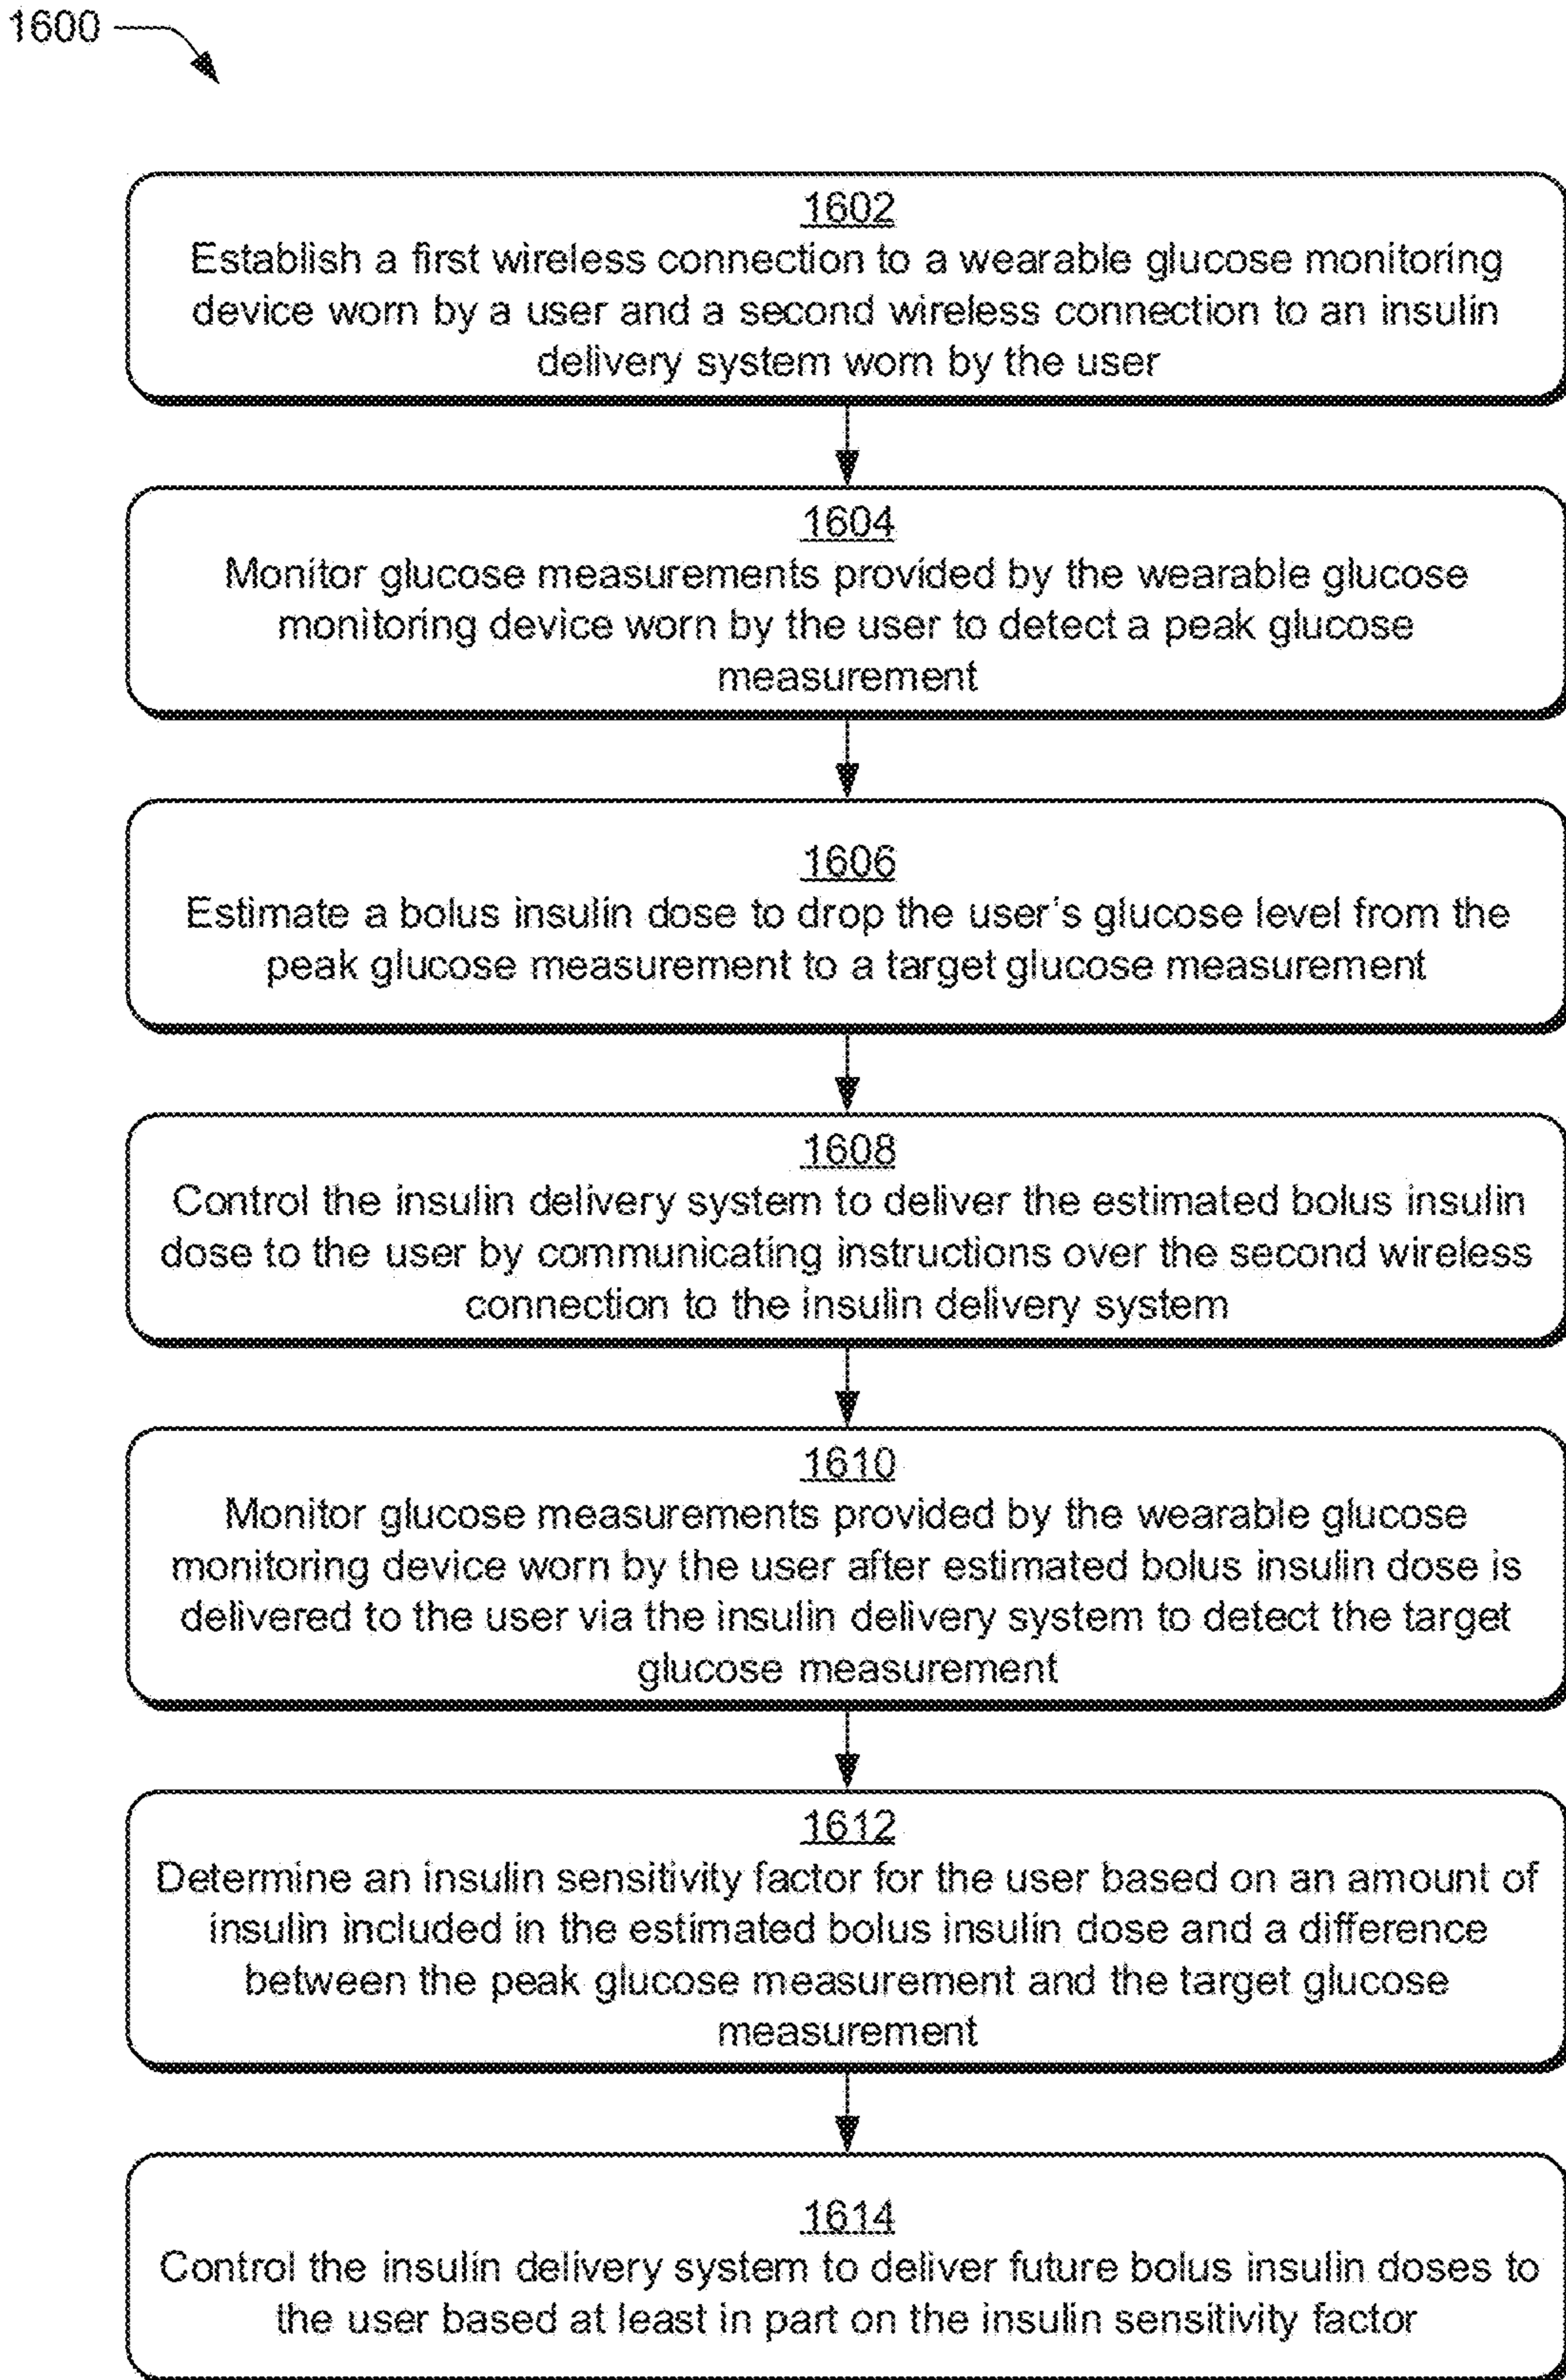 1600
1602
Establish a first wireless connection to a wearable glucose monitoring
device worn by a user and a second wireless connection to an insulin
delivery system worn by the user
1604
Monitor glucose measurements provided by the wearable glucose
monitoring device worn by the user to detect a peak glucose
measurement
1606
Estimate a bolus insulin dose to drop the user's glucose level from the
peak glucose measurement to a target glucose measurement
1608
Control the insulin delivery system to deliver the estimated bolus insulin
dose to the user by communicating instructions over the second wireless
connection to the insulin delivery system
1610
Monitor glucose measurements provided by the wearable glucose
monitoring device worn by the user after estimated bolus insulin dose is
delivered to the user via the insulin delivery system to detect the target
glucose measurement
1612
Determine an insulin sensitivity factor for the user based on an amount of
insulin included in the estimated bolus insulin dose and a difference
between the peak glucose measurement and the target glucose
measurement
1614
Control the insulin delivery system to deliver future bolus insulin doses to
the user based at least in part on the insulin sensitivity factor